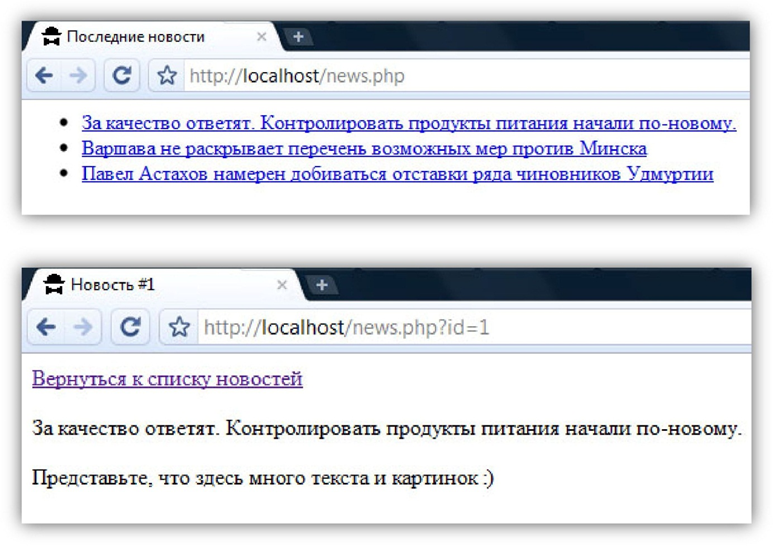 Последние новости
http://localhost/news.php
За качество ответят. Контролировать продукты питания начали по-новому.
Варшава не раскрывает перечень возможных мер против Минска
Павел Астахов намерен добиваться отставки ряда чиновников Удмуртии
Новость #1
http://localhost/news.php?id=1
Вернуться к списку новостей
За качество ответят. Контролировать продукты питания начали по-новому.
Представьте, что здесь много текста и картинок :)